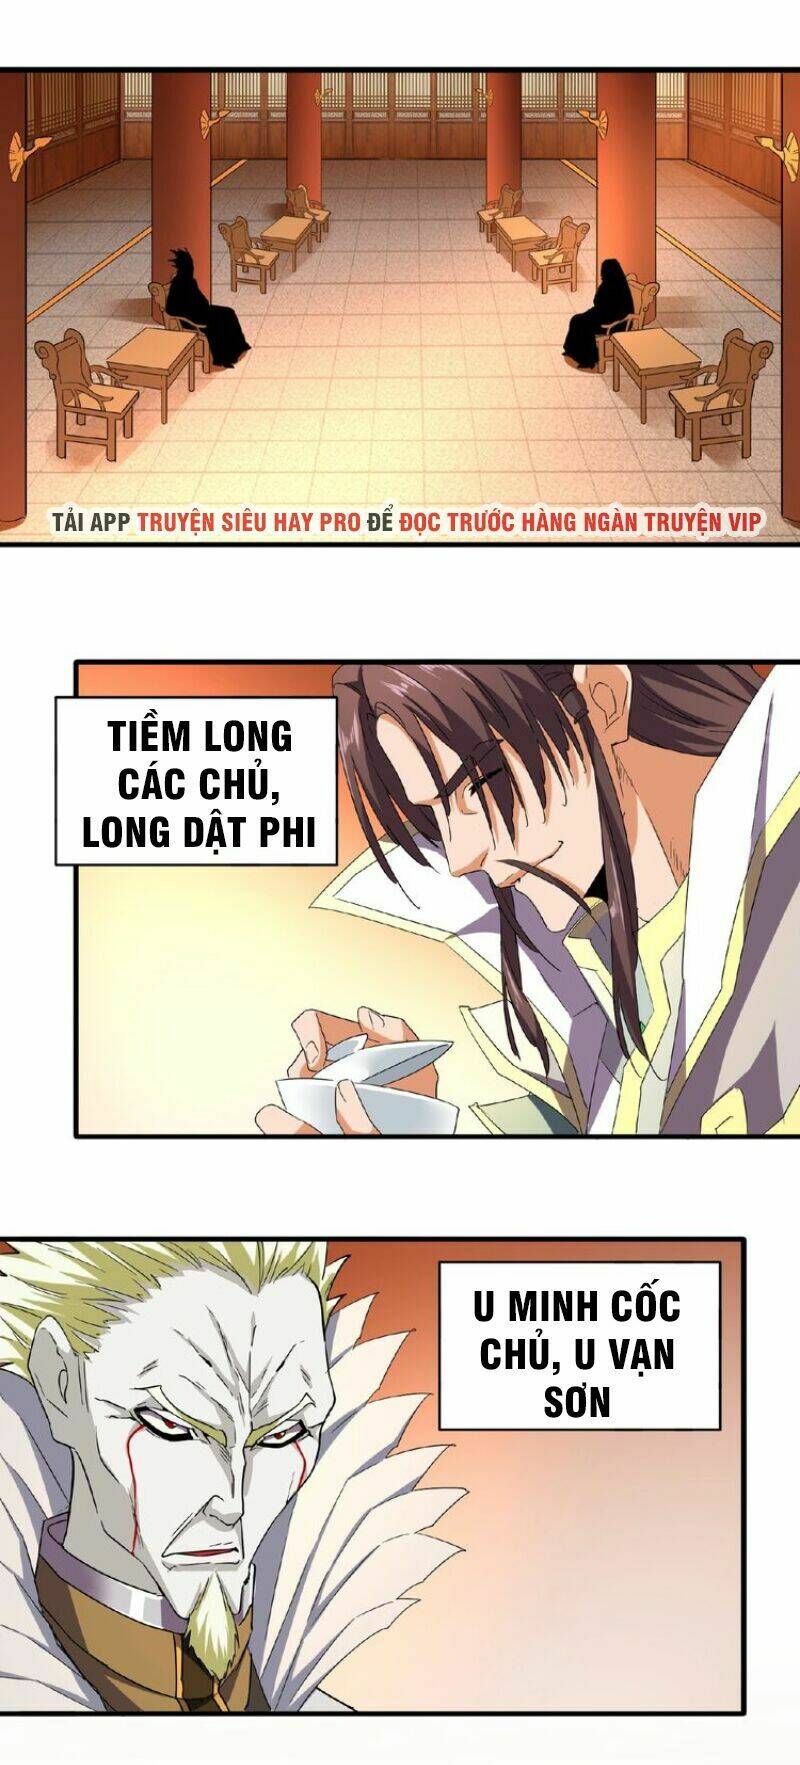 TẢI APP TRUYỆN SIÊU HAY PRO ĐỂ ĐỌC TRƯỚC HÀNG NGÀN TRUYỆN VIP
TIỀM LONG
CÁC CHỦ,
LONG DẬT PHI
U MINH CỐC
CHỦ, U VẠN
SƠN